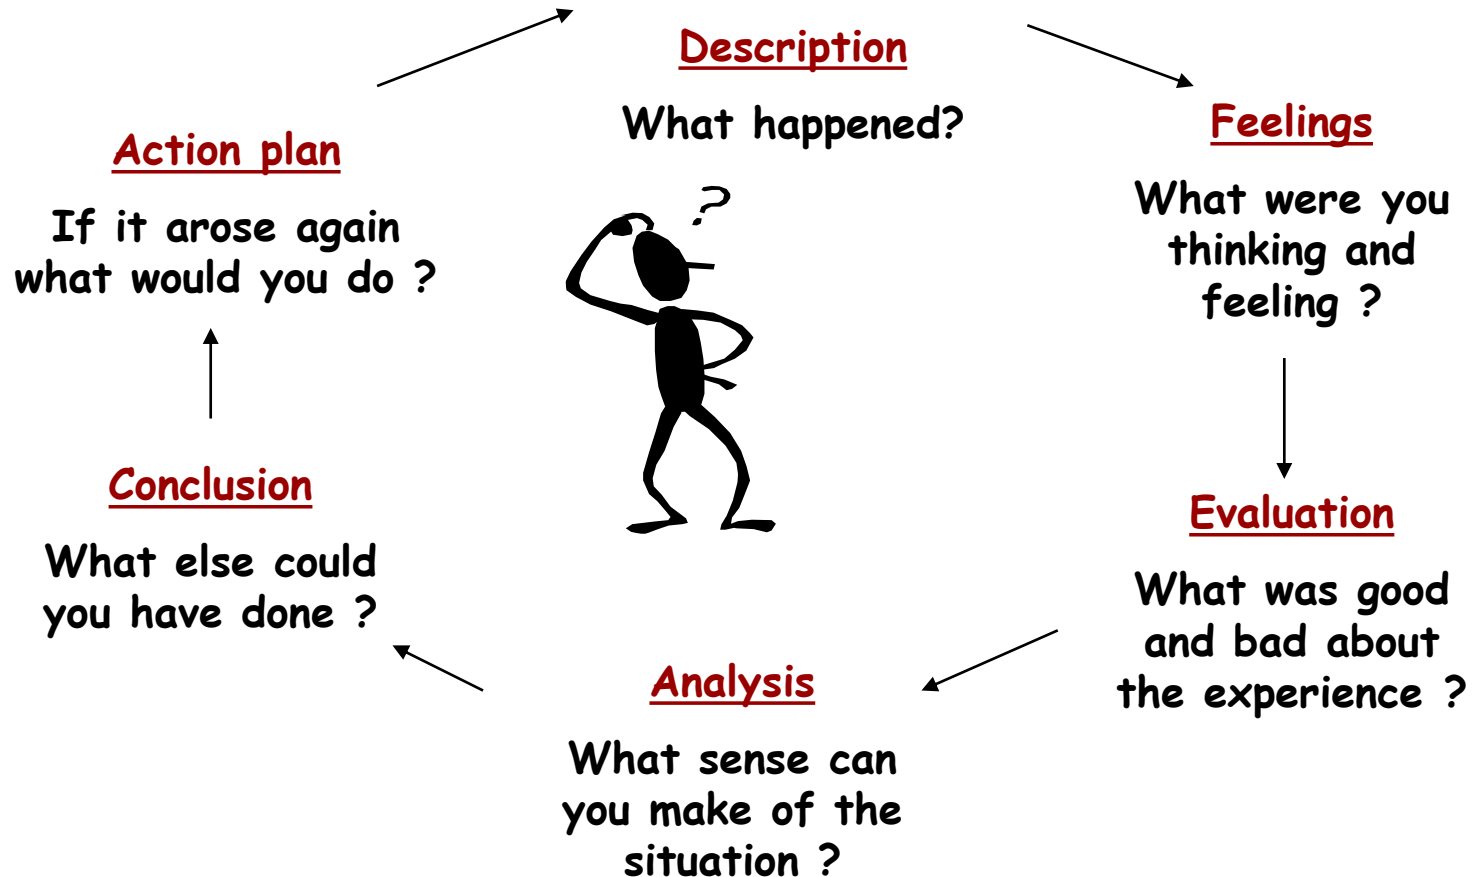 Description
What happened?
Feelings
What were you
thinking and
feeling ?
Evaluation
What was good
and bad about
the experience ?
Analysis
What sense can
you make of the
situation ?
Conclusion
What else could
you have done ?
Action plan
If it arose again
what would you do ?
?